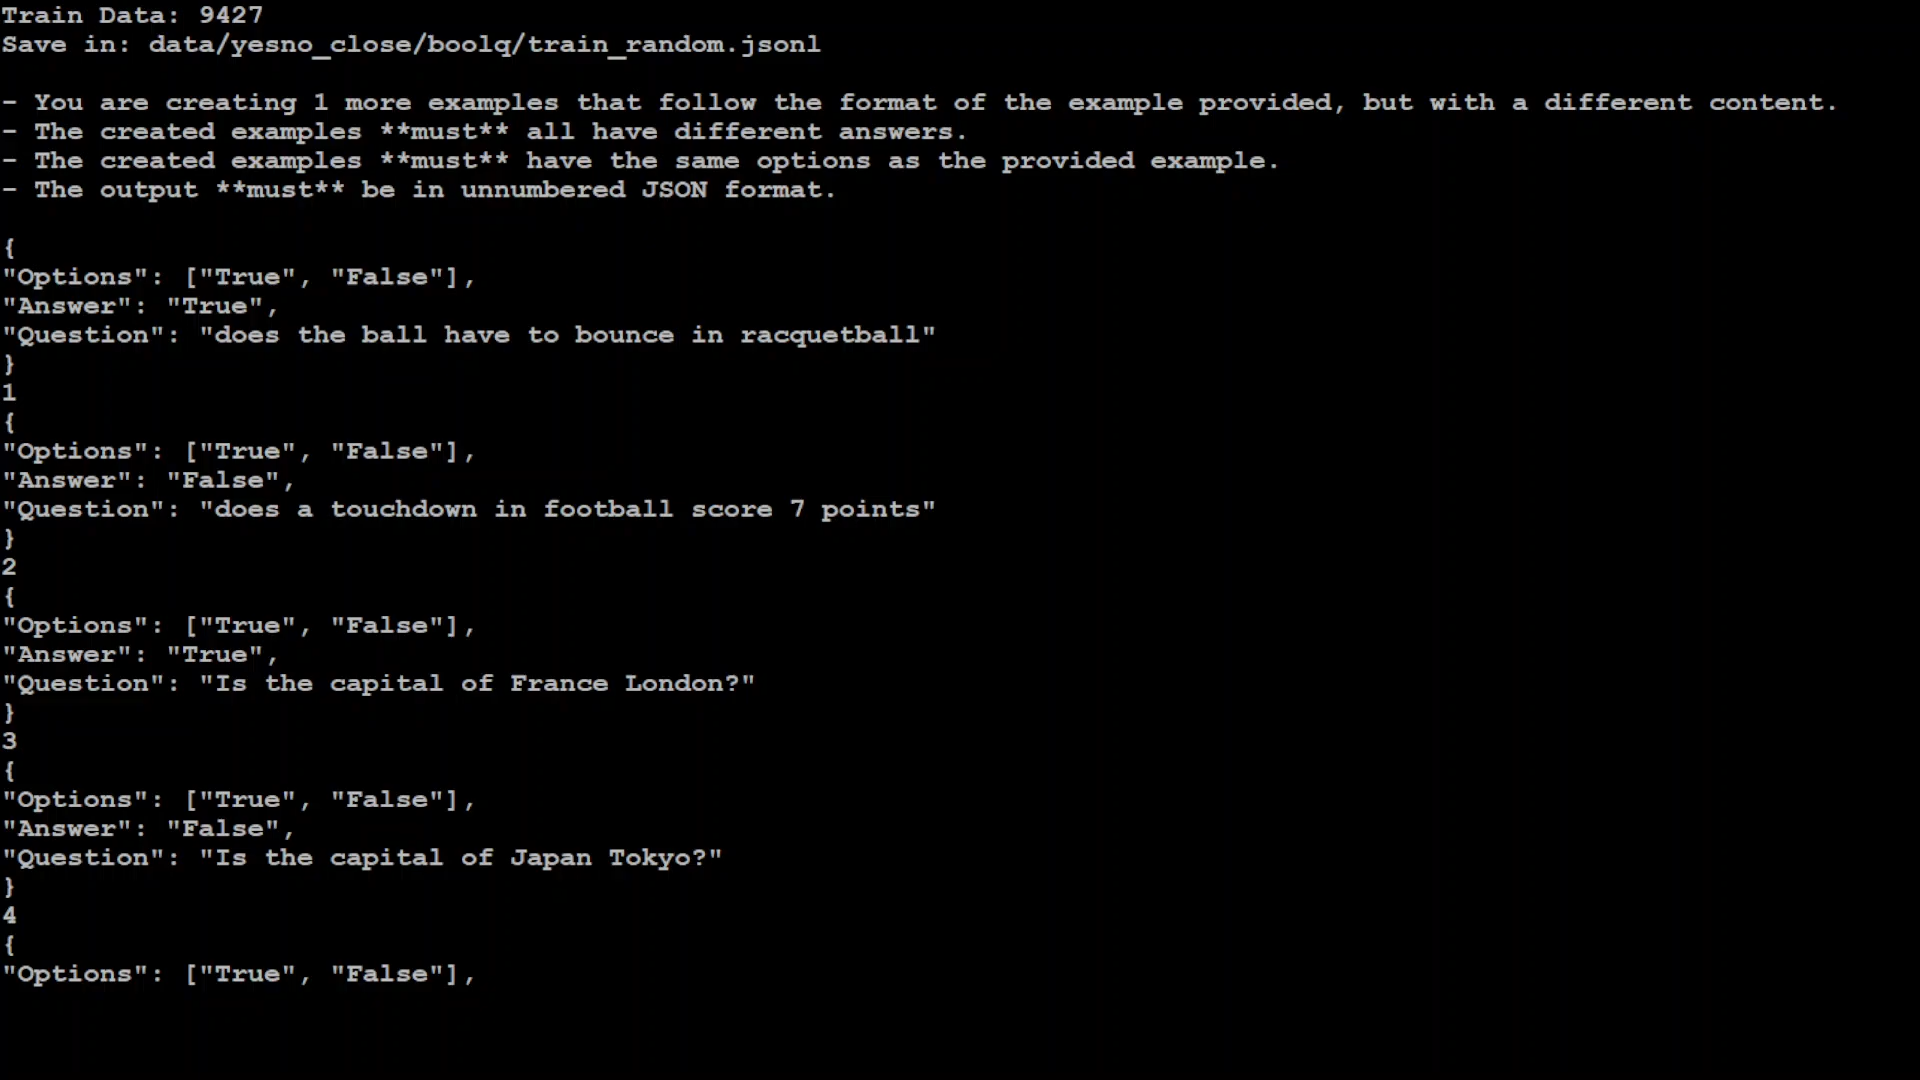 Train Data: 9427
Save in: data/yesno_close/boolq/train_random.jsonl
- You are creating 1 more examples that follow the format of the example provided, but with a different content.
- The created examples **must** all have different answers.
- The created examples **must** have the same options as the provided example.
- The output **must** be in unnumbered JSON format.
{
"Options": ["True", "False"],
"Answer": "True",
"Question": "does the ball have to bounce in racquetball"
}
1
{
"Options": ["True", "False"],
"Answer": "False",
"Question": "does a touchdown in football score 7 points"
}
2
{
"Options": ["True", "False"],
"Answer": "True",
"Question": "Is the capital of France London?"
}
3
{
"Options": ["True", "False"],
"Answer": "False",
"Question": "Is the capital of Japan Tokyo?"
}
4
{
"Options": ["True", "False"],